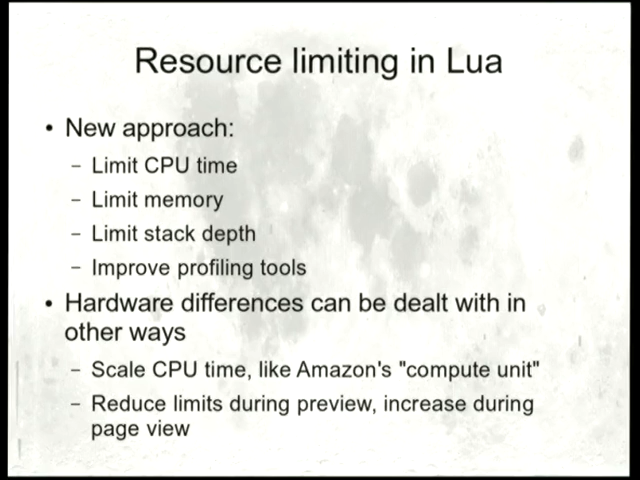 Resource limiting in Lua
• New approach:
– Limit CPU time
– Limit memory
– Limit stack depth
– Improve profiling tools
• Hardware differences can be dealt with in
other ways
– Scale CPU time, like Amazon's "compute unit"
– Reduce limits during preview, increase during
page view